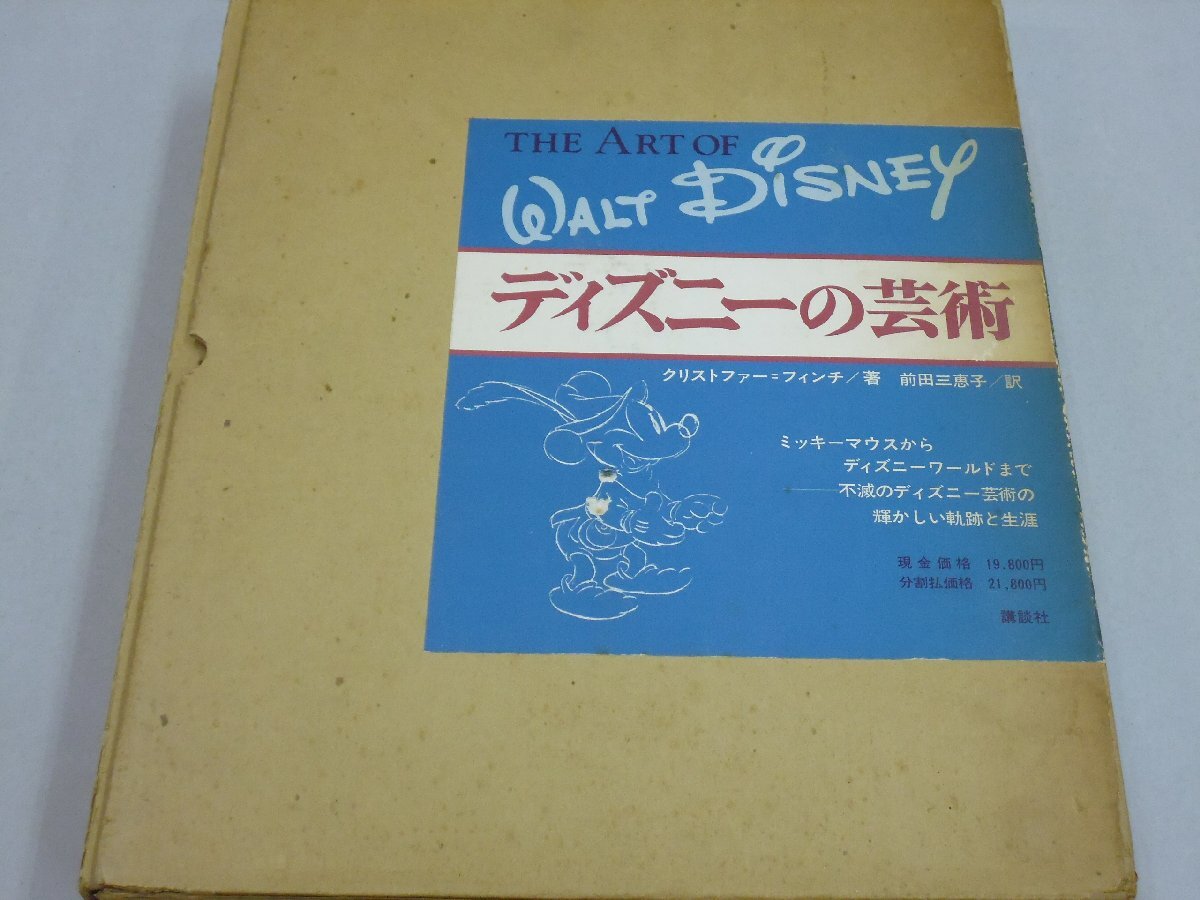 THE ART OF
WALT DISNEY
ディズニーの芸術
クリストファー=フィンチ／著 前田三恵子／訳
ミッキーマウスから
ディズニーワールドまで
──不滅のディズニー芸術の
輝かしい軌跡と生涯
現金価格 19,800円
分割払価格 21,800円
講談社